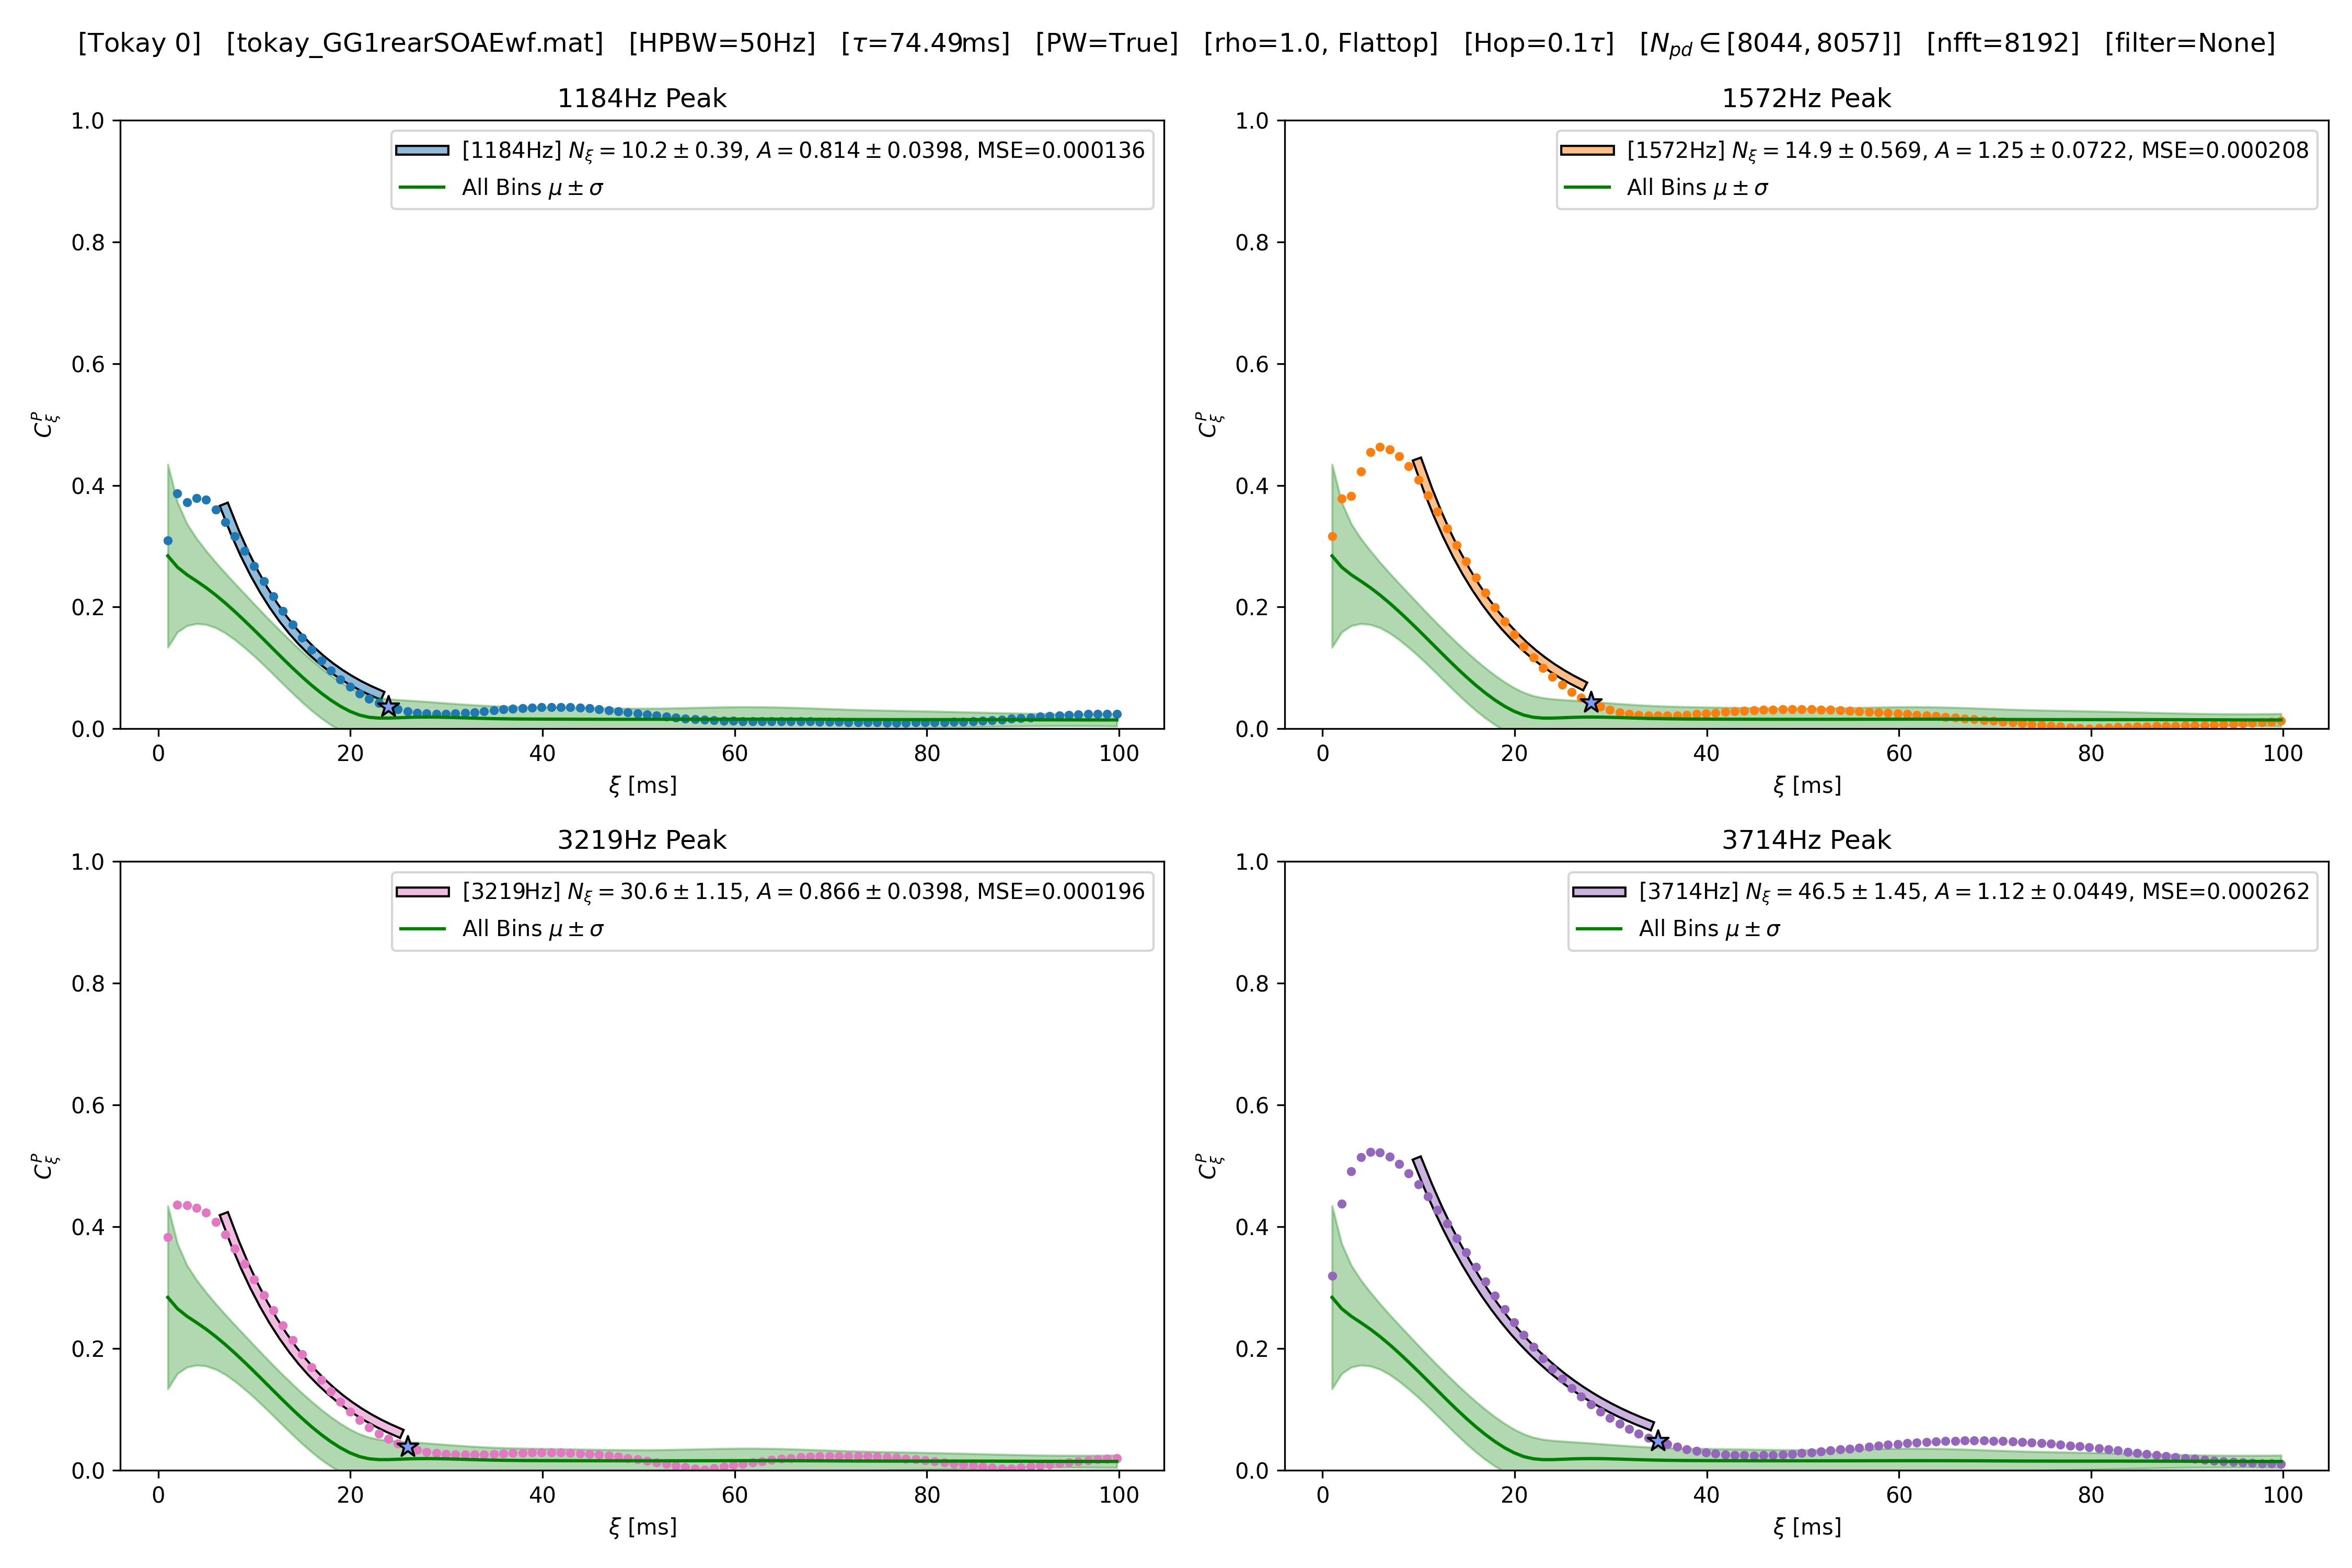 [Tokay 0] [tokay_GG1rearSOAEwf.mat] [HPBW=50Hz] [τ=74.49ms] [PW=True] [rho=1.0, Flattop] [Hop=0.1τ] [N_pd ∈ [8044, 8057]] [nfft=8192] [filter=None]
1184Hz Peak
[1184Hz] N_ξ = 10.2 ± 0.39, A = 0.814 ± 0.0398, MSE=0.000136
All Bins μ ± σ
1.0
0.8
0.6
0.4
0.2
0.0
C_ξ^P
0 20 40 60 80 100
ξ [ms]
1572Hz Peak
[1572Hz] N_ξ = 14.9 ± 0.569, A = 1.25 ± 0.0722, MSE=0.000208
All Bins μ ± σ
1.0
0.8
0.6
0.4
0.2
0.0
C_ξ^P
0 20 40 60 80 100
ξ [ms]
3219Hz Peak
[3219Hz] N_ξ = 30.6 ± 1.15, A = 0.866 ± 0.0398, MSE=0.000196
All Bins μ ± σ
1.0
0.8
0.6
0.4
0.2
0.0
C_ξ^P
0 20 40 60 80 100
ξ [ms]
3714Hz Peak
[3714Hz] N_ξ = 46.5 ± 1.45, A = 1.12 ± 0.0449, MSE=0.000262
All Bins μ ± σ
1.0
0.8
0.6
0.4
0.2
0.0
C_ξ^P
0 20 40 60 80 100
ξ [ms]